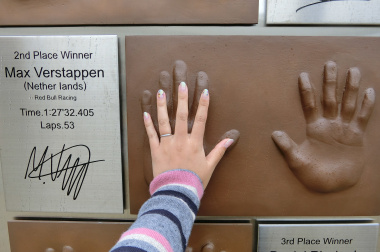 2nd Place Winner
Max Verstappen
(Nether lands)
Red Bull Racing
Time.1:27'32.405
Laps.53
3rd Place Winner